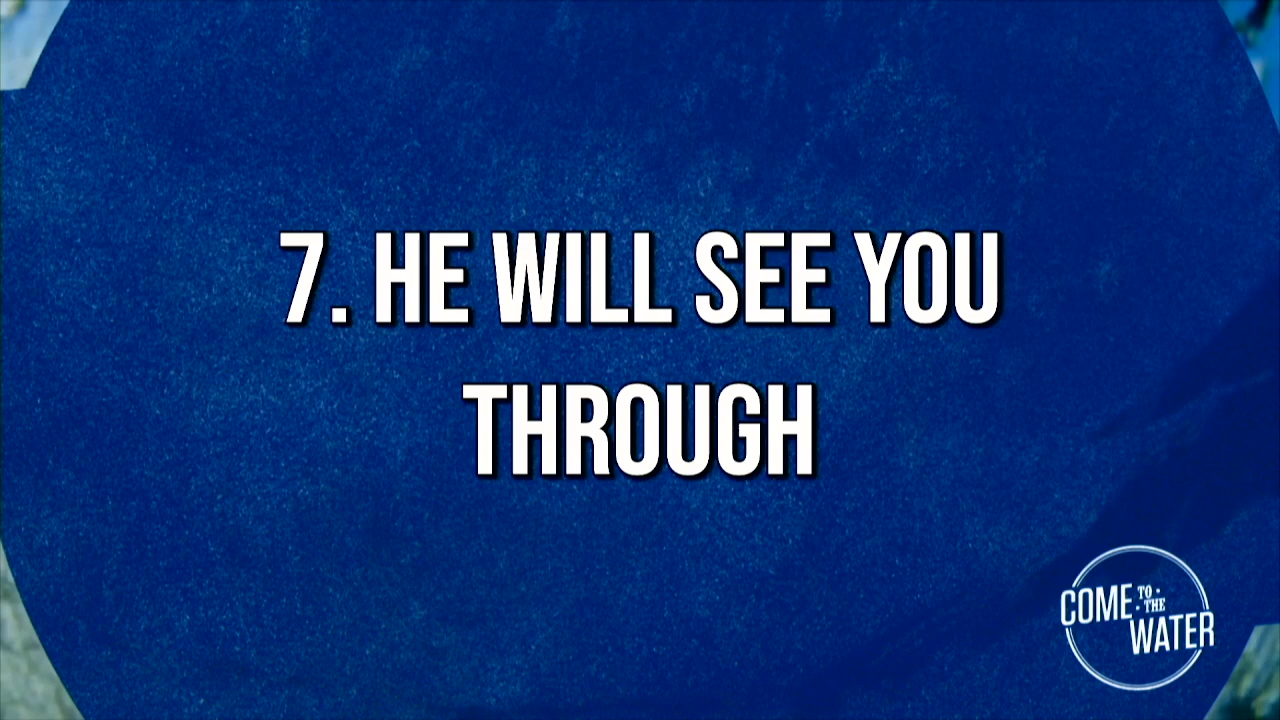 7. HE WILL SEE YOU
THROUGH
COME TO
THE
WATER